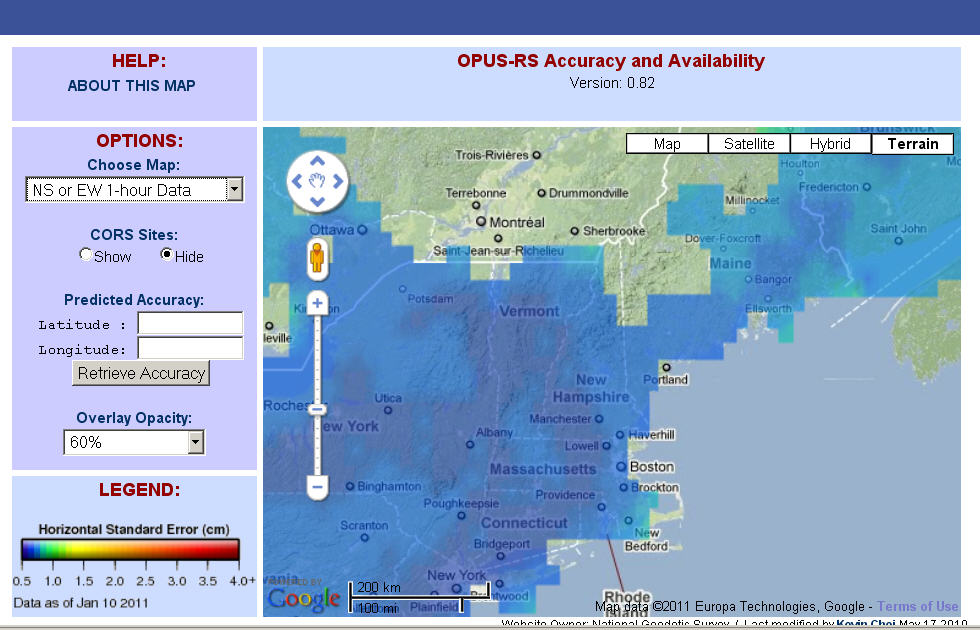 HELP:
ABOUT THIS MAP
OPUS-RS Accuracy and Availability
Version: 0.82
OPTIONS:
Choose Map:
NS or EW 1-hour Data
CORS Sites:
Show Hide
Predicted Accuracy:
Latitude :
Longitude:
Retrieve Accuracy
Overlay Opacity:
60%
LEGEND:
Horizontal Standard Error (cm)
0.5 1.0 1.5 2.0 2.5 3.0 3.5 4.0+
Data as of Jan 10 2011
Map Satellite Hybrid Terrain
Brunswick
Trois-Rivières
Houlton
Terrebonne Drummondville
Millinocket Fredericton
Montréal
Sherbrooke
Ottawa
Saint John
Saint-Jean-sur-Richelieu
Dover-Foxcroft
Maine
Bangor
Potsdam
Ellsworth
Vermont
Portland
New
Hampshire
Utica
Manchester
New York
Albany
Haverhill
Lowell
Massachusetts
Boston
Binghamton
Brockton
Providence
Poughkeepsie
Scranton
Connecticut
New
Bedford
Bridgeport
New York
200 km
Google
Rhode
Island
100 mi
Plainfield
Map data ©2011 Europa Technologies, Google - Terms of Use
Website Owner: National Geodetic Survey / Last modified by Kevin Choi May 17 2010